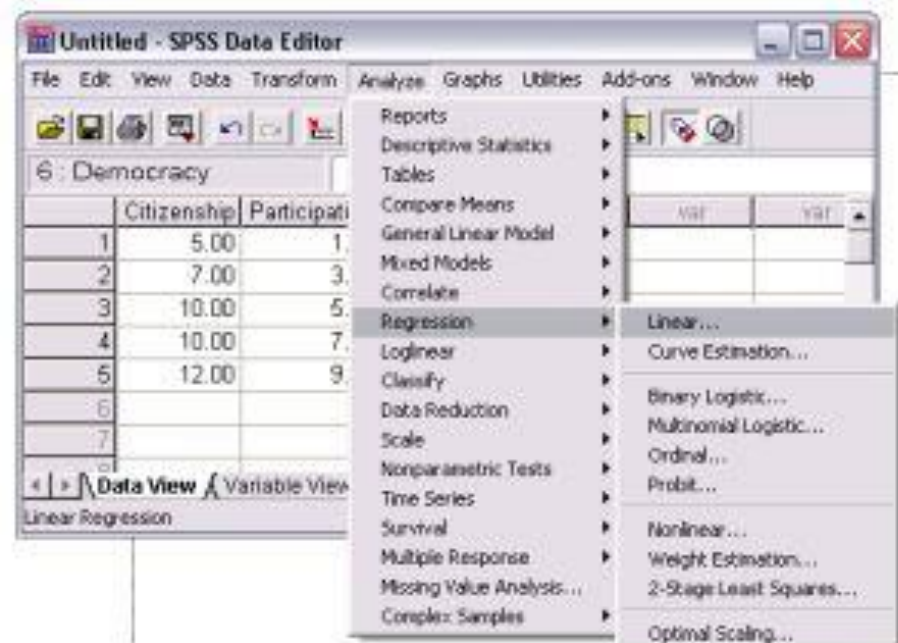 Untitled - SPSS Data Editor
File Edit View Data Transform Analyze Graphs Utilities Add-ons Window Help
6 : Democracy
Citizenship Participati var var
1 5.00 1.
2 7.00 3.
3 10.00 5.
4 10.00 7.
5 12.00 9.
6
7
Data View Variable View
Linear Regression
Reports
Descriptive Statistics
Tables
Compare Means
General Linear Model
Mixed Models
Correlate
Regression
Loglinear
Classify
Data Reduction
Scale
Nonparametric Tests
Time Series
Survival
Multiple Response
Missing Value Analysis...
Complex Samples
Linear...
Curve Estimation...
Binary Logistic...
Multinomial Logistic...
Ordinal...
Probit...
Nonlinear...
Weight Estimation...
2-Stage Least Squares...
Optimal Scaling...